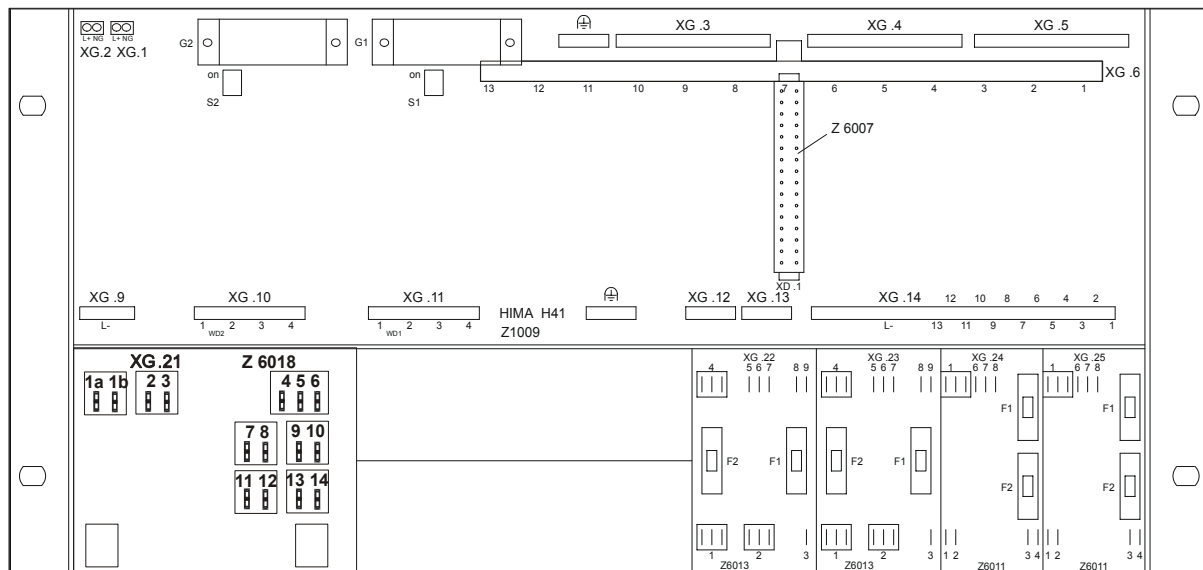 L+ NG L+ NG
XG.2 XG.1
G2
G1
on
S2
on
S1
XG .3
XG .4
XG .5
XG .6
13 12 11 10 9 8 7 6 5 4 3 2 1
Z 6007
XD .1
XG .9
L-
XG .10
1 2 3 4
WD2
XG .11
1 2 3 4
WD1
HIMA H41
Z1009
XG .12
XG .13
XG .14
12 10 8 6 4 2
L- 13 11 9 7 5 3 1
XG.21
Z 6018
1a 1b 2 3 4 5 6
7 8 9 10
11 12 13 14
XG .22
4 5 6 7 8 9
F2 F1
1 2 3
Z6013
XG .23
4 5 6 7 8 9
F2 F1
1 2 3
Z6013
XG .24
1 6 7 8
F1
F2
1 2 3 4
Z6011
XG .25
1 6 7 8
F1
F2
1 2 3 4
Z6011